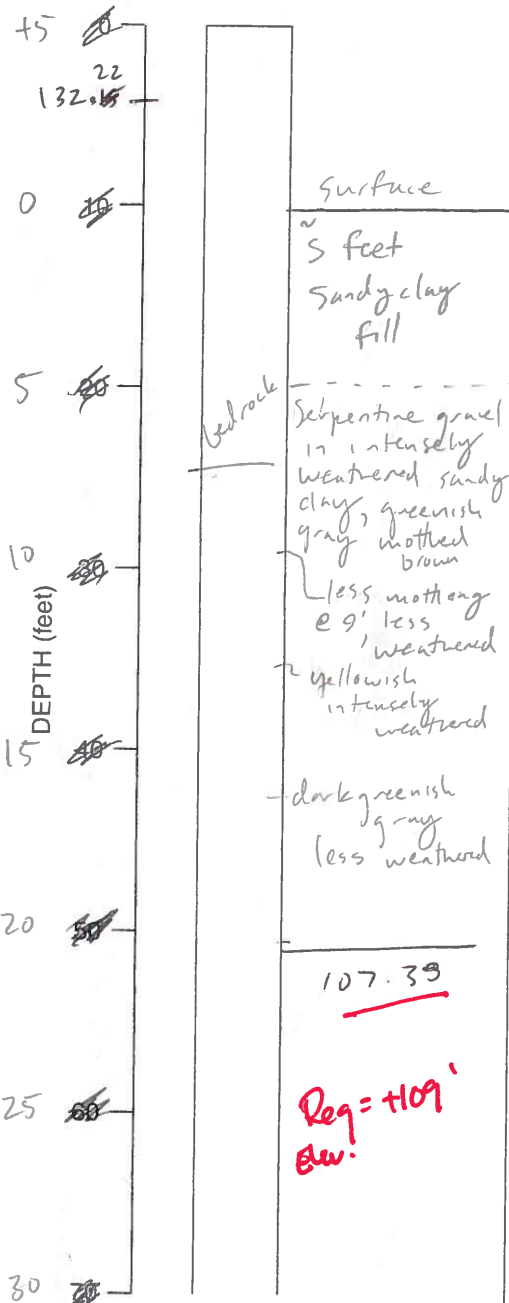 +5
22
132.
0
surface
~
5 feet
sandy clay
fill
5
bedrock
Serpentine gravel
in intensely
weathered sandy
clay, greenish
gray mottled
brown
10
less mottling
@ 9', less
weathered
DEPTH (feet)
yellowish
intensely
weathered
15
dark greenish
gray
less weathered
20
107.39
25
Req = +109'
Elev.
30